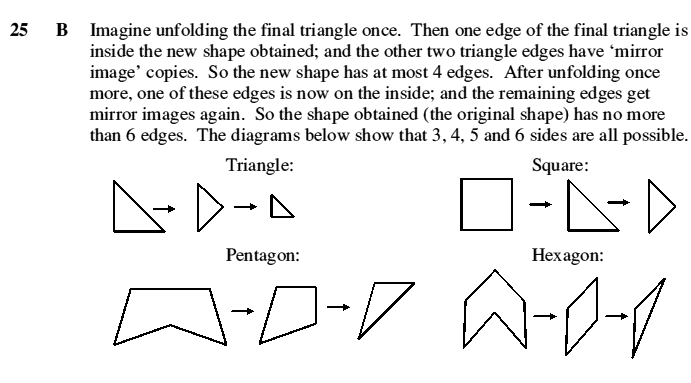 25 B Imagine unfolding the final triangle once. Then one edge of the final triangle is
inside the new shape obtained; and the other two triangle edges have ‘mirror
image’ copies. So the new shape has at most 4 edges. After unfolding once
more, one of these edges is now on the inside; and the remaining edges get
mirror images again. So the shape obtained (the original shape) has no more
than 6 edges. The diagrams below show that 3, 4, 5 and 6 sides are all possible.
Triangle: Square:
Pentagon: Hexagon: